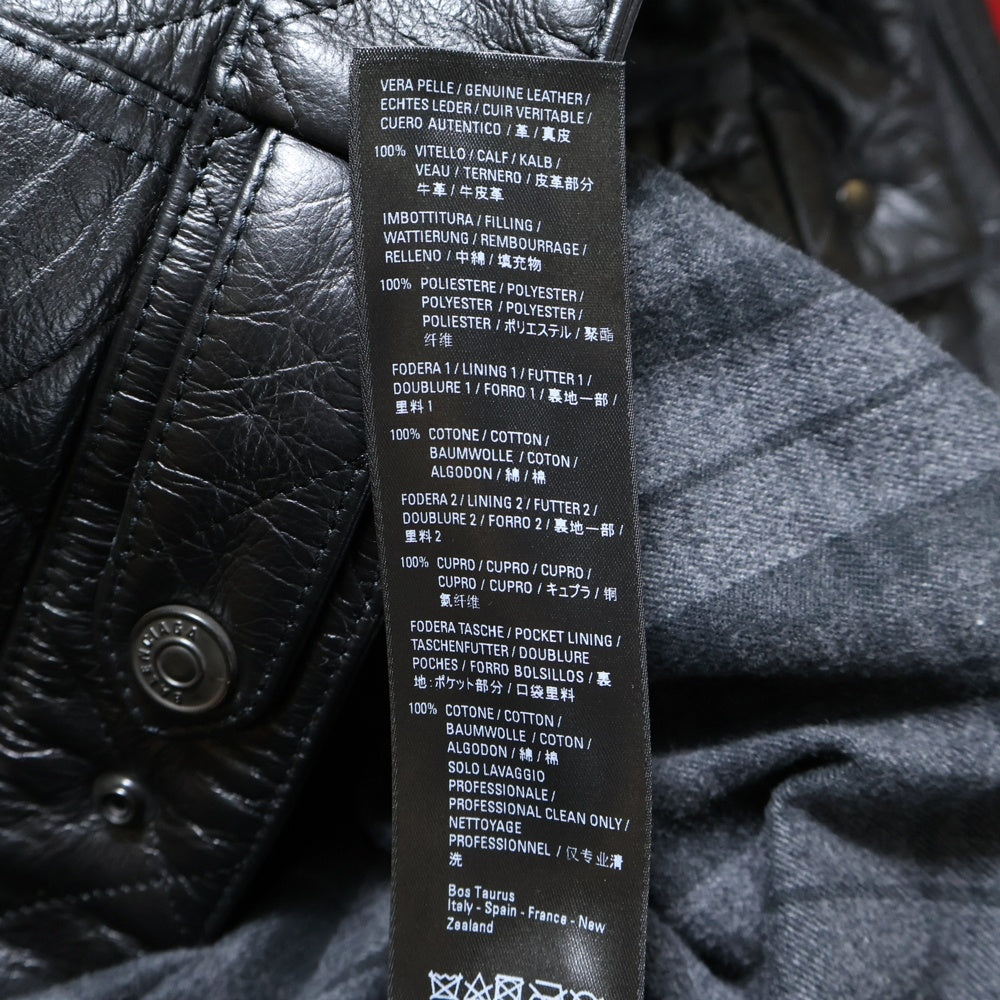 VERA PELLE / GENUINE LEATHER /
ECHTES LEDER / CUIR VERITABLE /
CUERO AUTENTICO / 革 / 真皮
100% VITELLO / CALF / KALB /
VEAU / TERNERO / 皮革部分
牛革 / 牛皮革
IMBOTTITURA / FILLING /
WATTIERUNG / REMBOURRAGE /
RELLENO / 中綿 / 填充物
100% POLIESTERE / POLYESTER /
POLYESTER / POLYESTER /
POLIESTER / ポリエステル / 聚酯
纤维
FODERA 1 / LINING 1 / FUTTER 1 /
DOUBLURE 1 / FORRO 1 / 裏地一部 /
里料1
100% COTONE / COTTON /
BAUMWOLLE / COTON /
ALGODON / 綿 / 棉
FODERA 2 / LINING 2 / FUTTER 2 /
DOUBLURE 2 / FORRO 2 / 裏地一部 /
里料2
100% CUPRO / CUPRO / CUPRO /
CUPRO / CUPRO / キュプラ / 铜
氨纤维
FODERA TASCHE / POCKET LINING /
TASCHENFUTTER / DOUBLURE
POCHES / FORRO BOLSILLOS / 裏
地:ポケット部分 / 口袋里料
100% COTONE / COTTON /
BAUMWOLLE / COTON /
ALGODON / 綿 / 棉
SOLO LAVAGGIO
PROFESSIONALE /
PROFESSIONAL CLEAN ONLY /
NETTOYAGE
PROFESSIONNEL / 仅专业清
洗
Bos Taurus
Italy - Spain - France - New
Zealand
BALENCIAGA